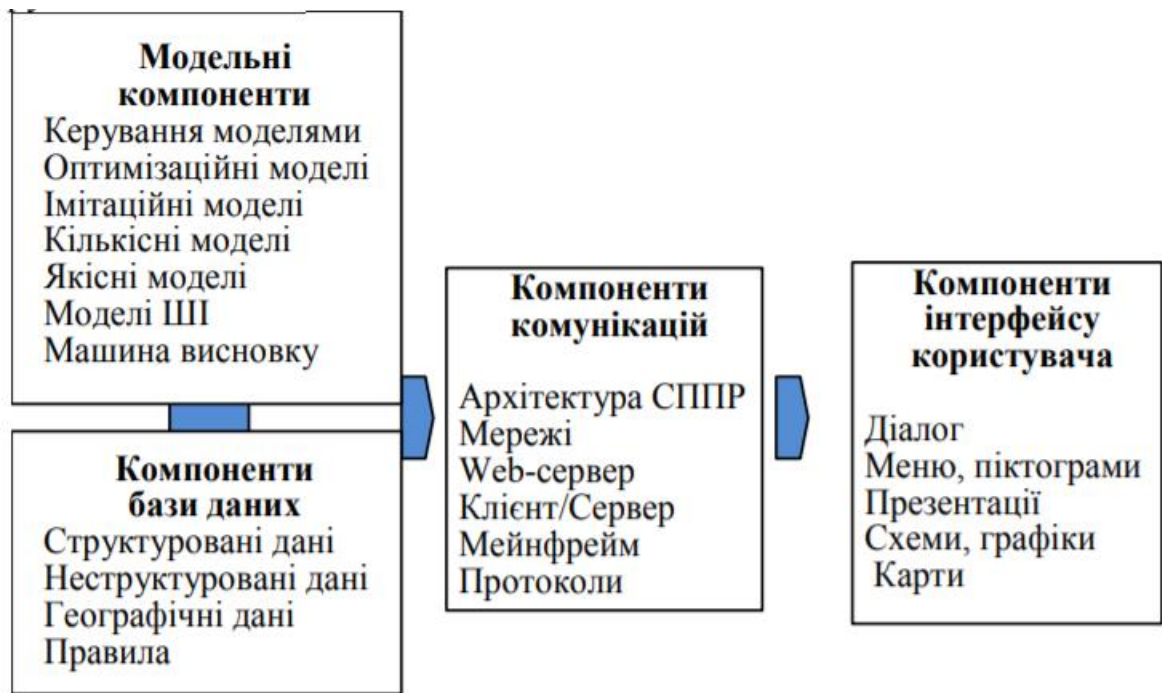 Модельні
компоненти
Керування моделями
Оптимізаційні моделі
Імітаційні моделі
Кількісні моделі
Якісні моделі
Моделі ШІ
Машина висновку
Компоненти
бази даних
Структуровані дані
Неструктуровані дані
Географічні дані
Правила
Компоненти
комунікацій
Архітектура СППР
Мережі
Web-сервер
Клієнт/Сервер
Мейнфрейм
Протоколи
Компоненти
інтерфейсу
користувача
Діалог
Меню, піктограми
Презентації
Схеми, графіки
Карти